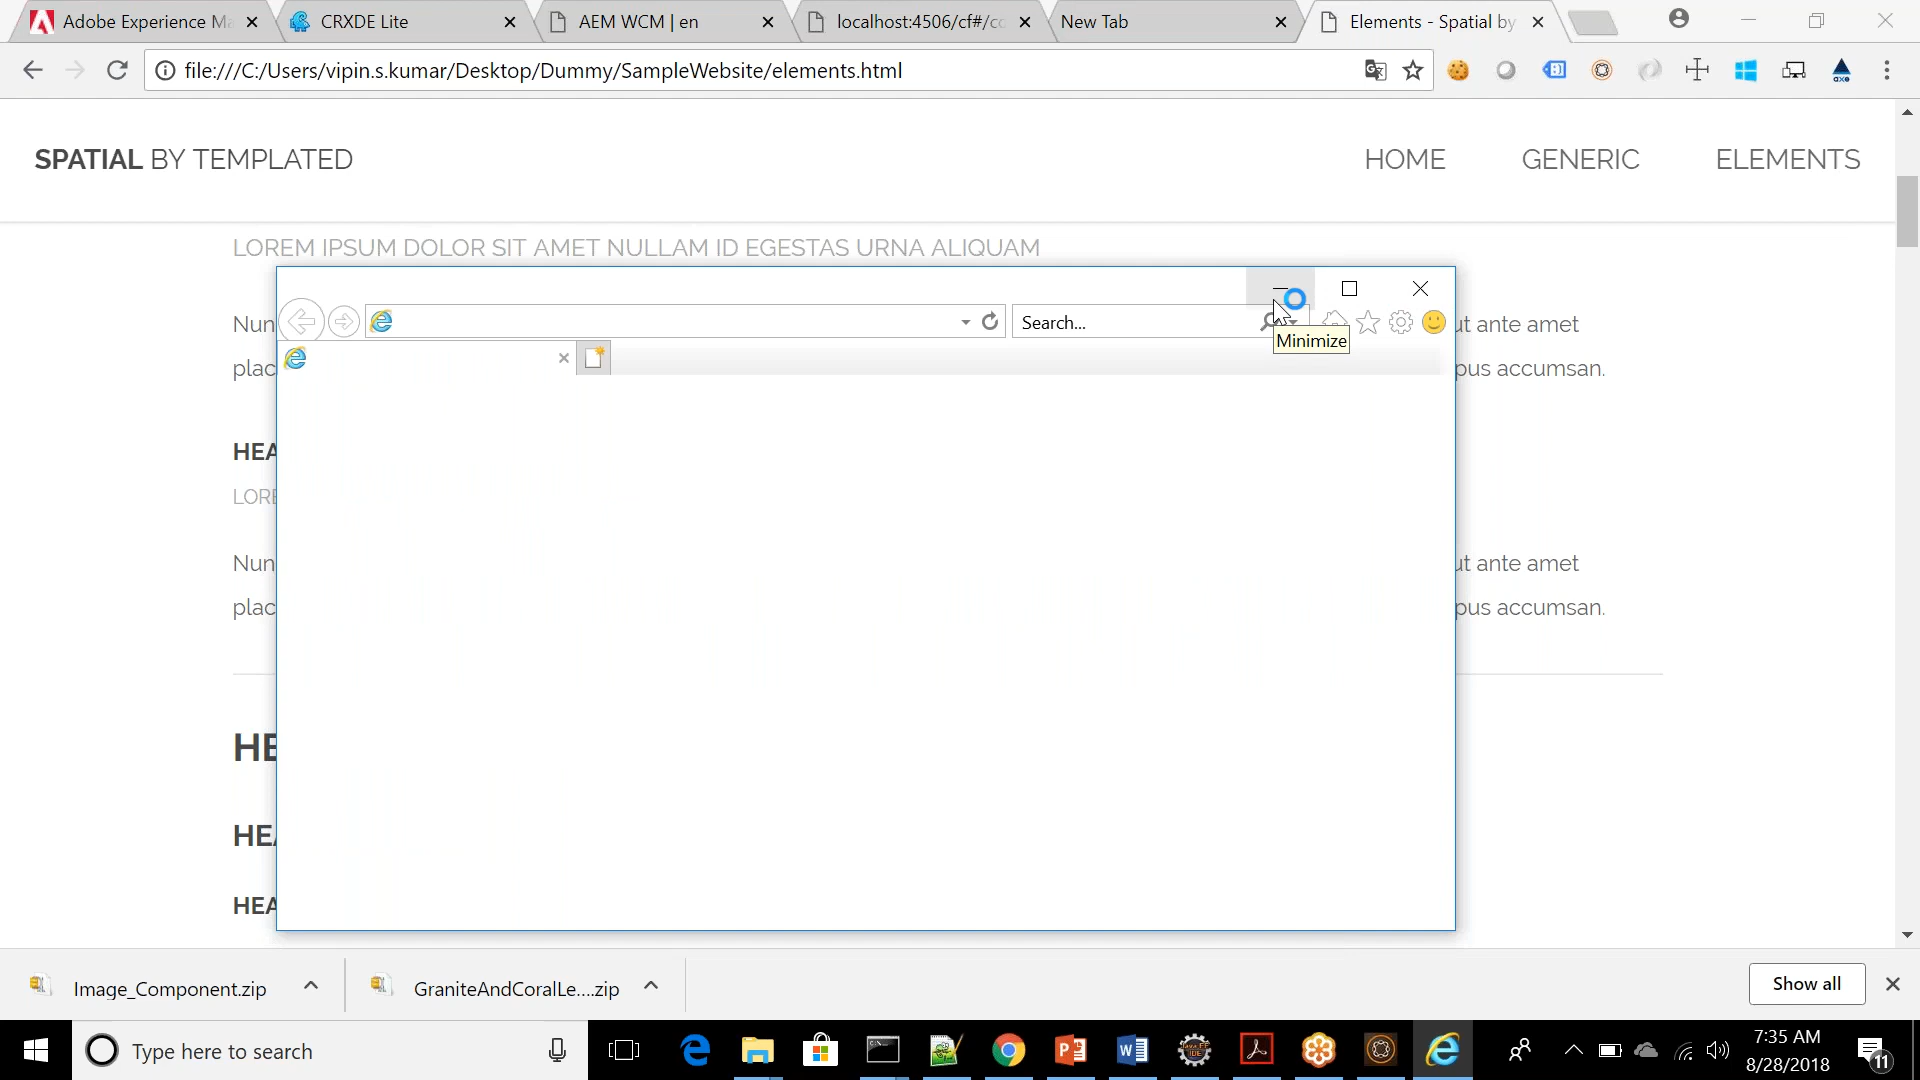 Adobe Experience Ma
CRXDE Lite
AEM WCM | en
localhost:4506/cf#/co
New Tab
Elements - Spatial by
file:///C:/Users/vipin.s.kumar/Desktop/Dummy/SampleWebsite/elements.html
SPATIAL BY TEMPLATED
HOME
GENERIC
ELEMENTS
LOREM IPSUM DOLOR SIT AMET NULLAM ID EGESTAS URNA ALIQUAM
Search...
Minimize
Nun
ut ante amet
plac
pus accumsan.
HEA
LORE
Nun
ut ante amet
plac
pus accumsan.
HE
HEA
HEA
Image_Component.zip
GraniteAndCoralLe....zip
Show all
Type here to search
7:35 AM
8/28/2018
11